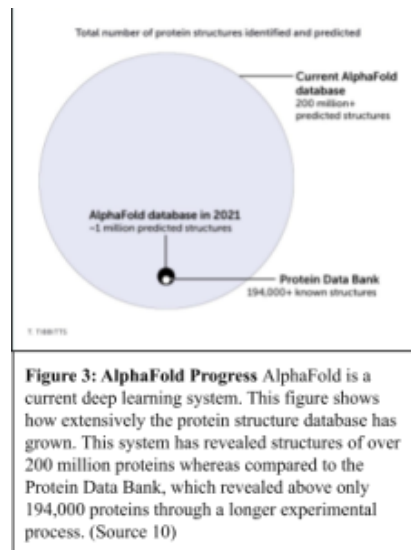 Total number of protein structures identified and predicted
Current AlphaFold
database
200 million+
predicted structures
AlphaFold database in 2021
~1 million predicted structures
Protein Data Bank
194,000+ known structures
T. TIBBITTS
Figure 3: AlphaFold Progress AlphaFold is a
current deep learning system. This figure shows
how extensively the protein structure database has
grown. This system has revealed structures of over
200 million proteins whereas compared to the
Protein Data Bank, which revealed above only
194,000 proteins through a longer experimental
process. (Source 10)